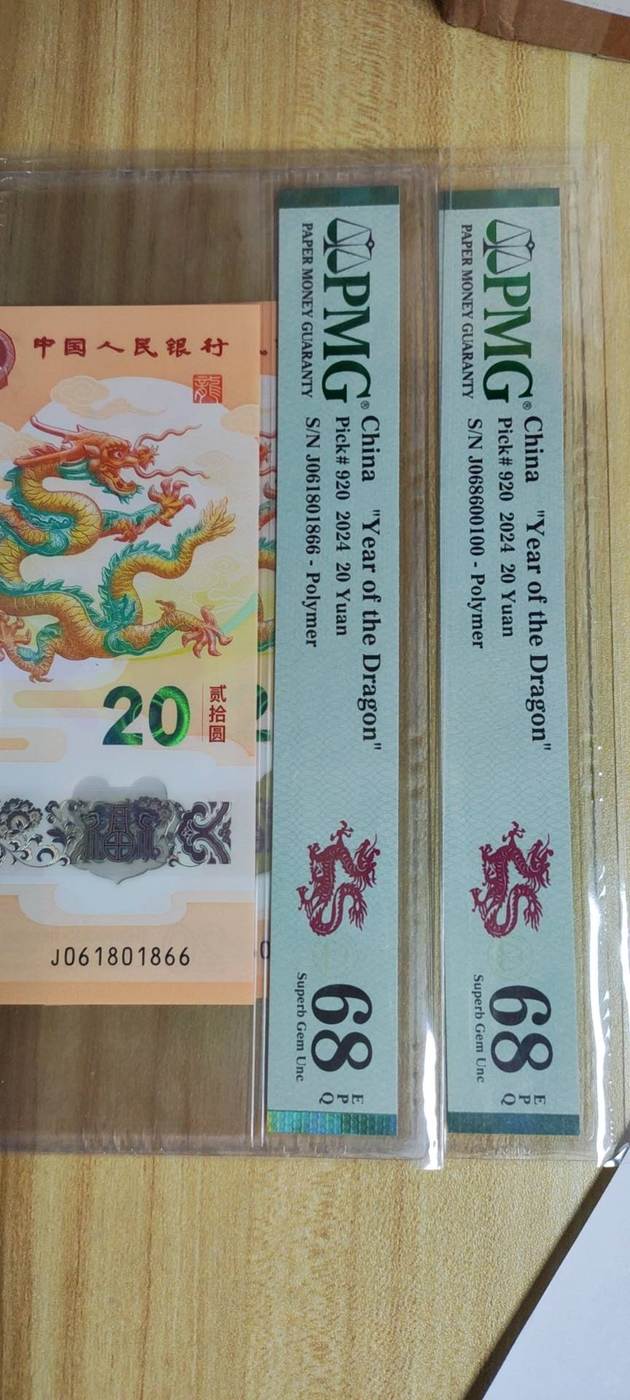 中国人民银行
龍
20
贰拾圆
J061801866
PMG®
PAPER MONEY GUARANTY
China "Year of the Dragon"
Pick# 920 2024 20 Yuan
S/N J061801866 - Polymer
68
EPQ
Superb Gem Unc
PMG®
PAPER MONEY GUARANTY
China "Year of the Dragon"
Pick# 920 2024 20 Yuan
S/N J068600100 - Polymer
68
EPQ
Superb Gem Unc